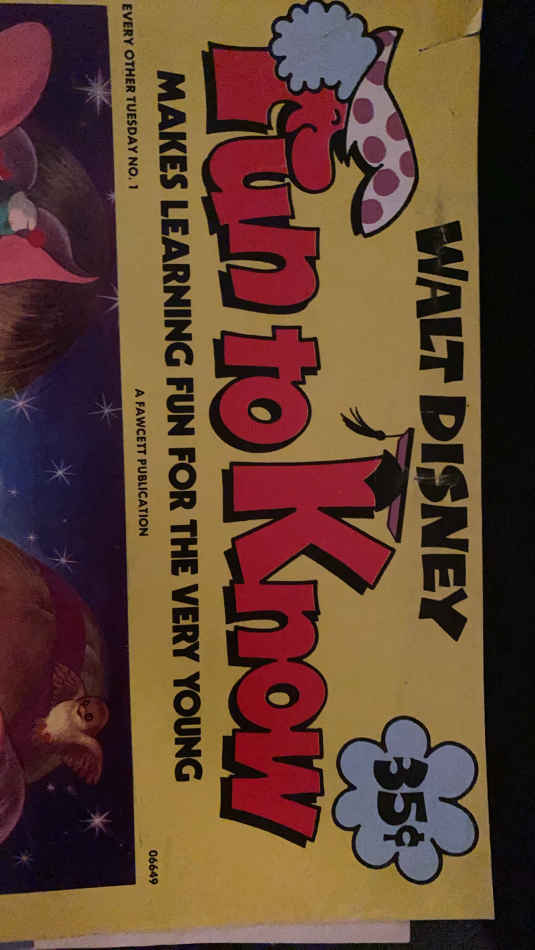 WALT DISNEY
35¢
Fun to Know
MAKES LEARNING FUN FOR THE VERY YOUNG
EVERY OTHER TUESDAY NO. 1
A FAWCETT PUBLICATION
06649